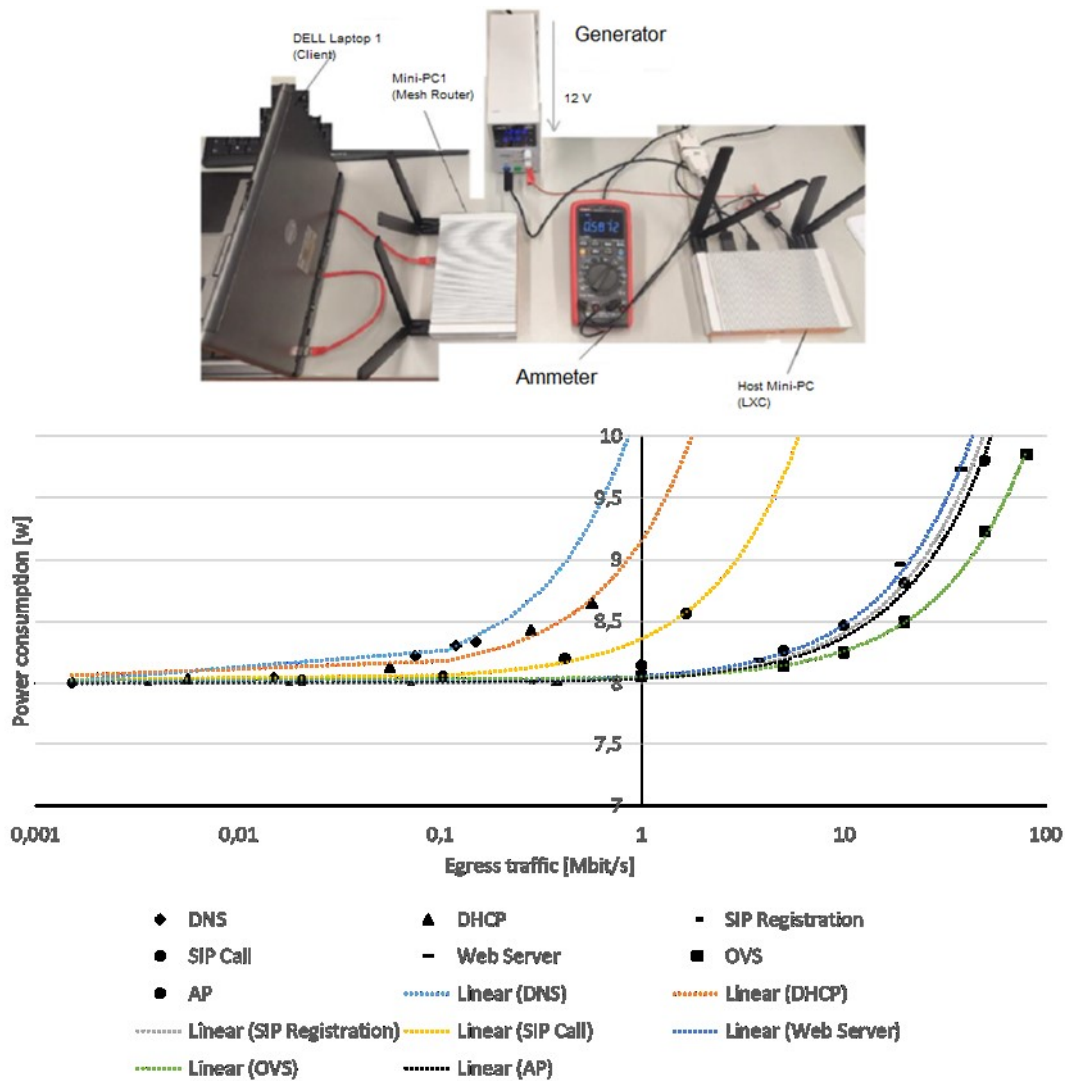 DELL Laptop 1
(Client)
Generator
Mini-PC1
(Mesh Router)
12 V
0.5872
Ammeter
Host Mini-PC
(LXC)
Power consumption [w]
10
9,5
9
8,5
8
7,5
7
0,001
0,01
0,1
1
10
100
Egress traffic [Mbit/s]
DNS
DHCP
SIP Registration
SIP Call
Web Server
OVS
AP
Linear (DNS)
Linear (DHCP)
Linear (SIP Registration)
Linear (SIP Call)
Linear (Web Server)
Linear (OVS)
Linear (AP)